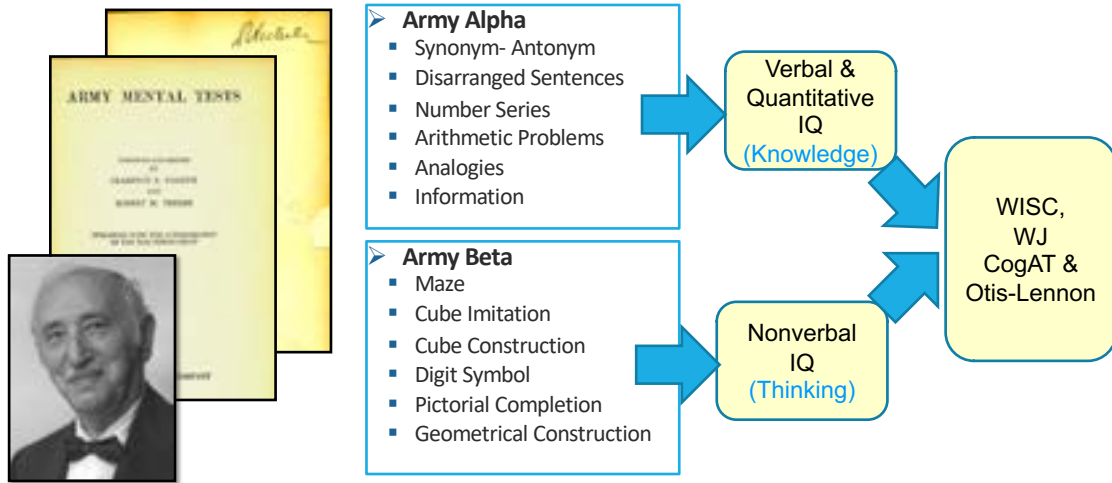 ARMY MENTAL TESTS
Army Alpha
Synonym- Antonym
Disarranged Sentences
Number Series
Arithmetic Problems
Analogies
Information
Army Beta
Maze
Cube Imitation
Cube Construction
Digit Symbol
Pictorial Completion
Geometrical Construction
Verbal &
Quantitative
IQ
(Knowledge)
Nonverbal
IQ
(Thinking)
WISC,
WJ
CogAT &
Otis-Lennon